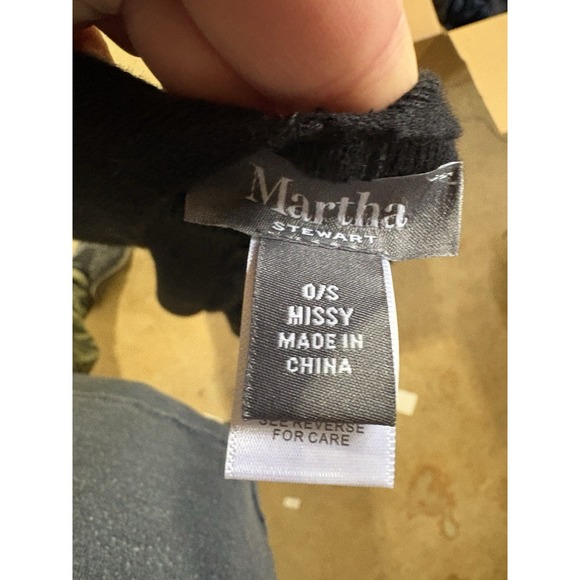 Martha
STEWART
O/S
MISSY
MADE IN
CHINA
SEE REVERSE
FOR CARE